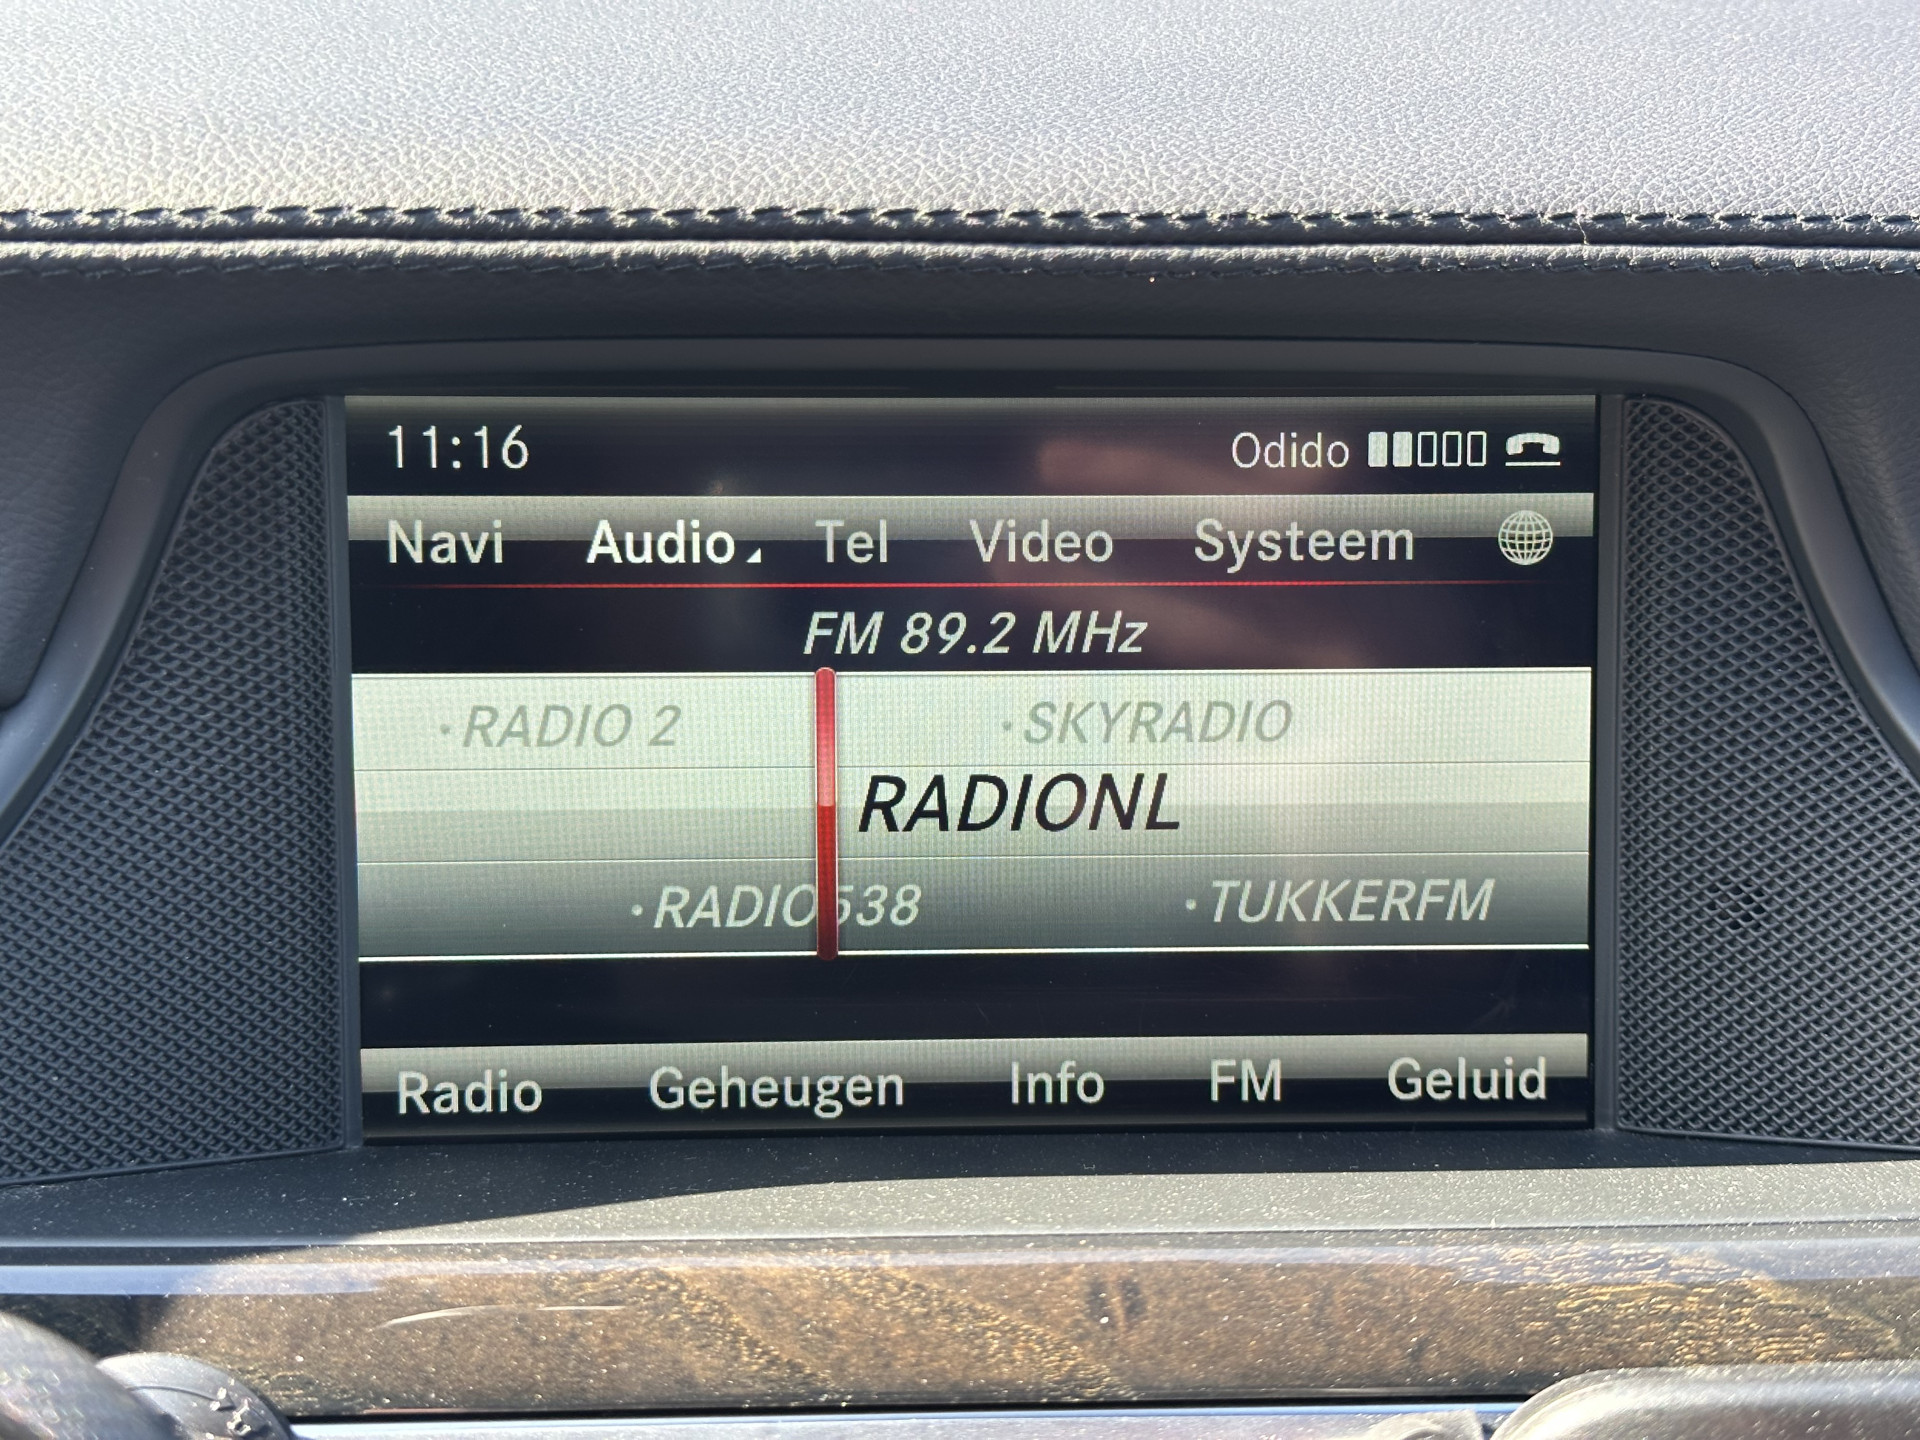 11:16 Odido
Navi Audio Tel Video Systeem
FM 89.2 MHz
·RADIO 2 ·SKYRADIO
RADIONL
·RADIO538 ·TUKKERFM
Radio Geheugen Info FM Geluid